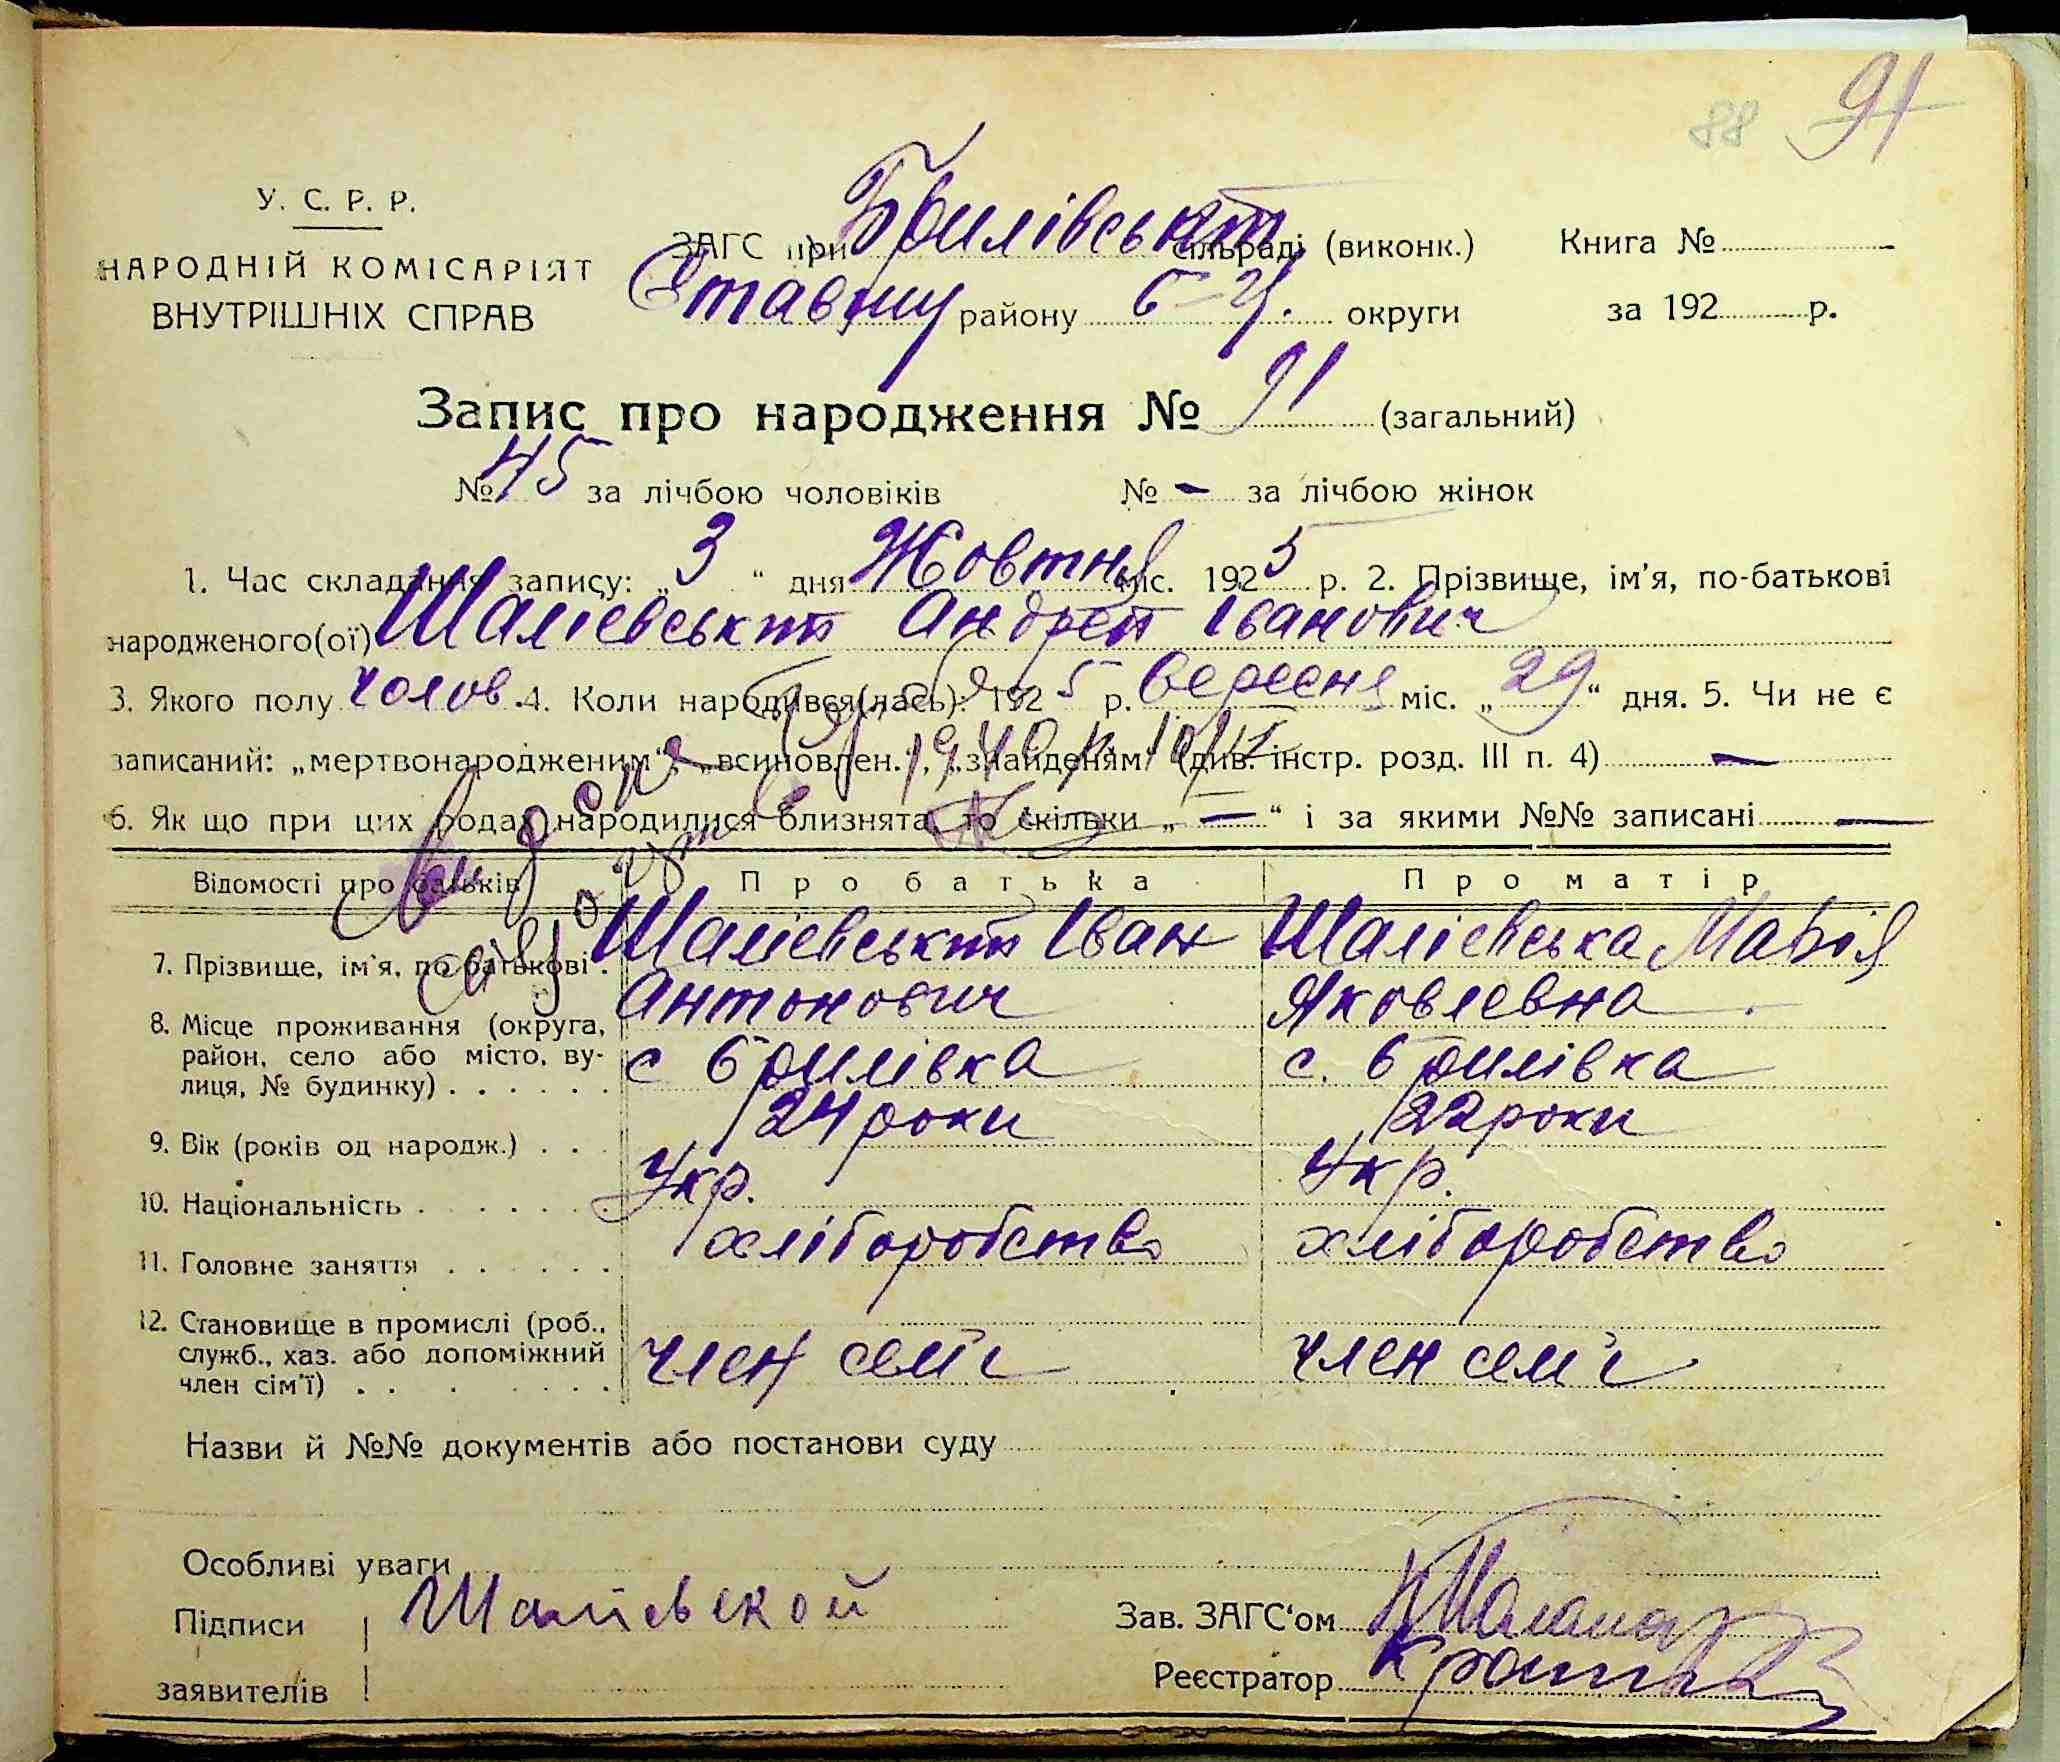 88 91
У. С. Р. Р.
НАРОДНІЙ КОМІСАРІЯТ
ВНУТРІШНІХ СПРАВ
ЗАГС при Брилівській сільраді (виконк.) Книга №
району Б-Ц. округи за 192 р.
Запис про народження № 91 (загальний)
№ 45 за лічбою чоловіків № - за лічбою жінок
1. Час складання запису: „ 3 “ дня Жовтня міс. 1925 р. 2. Прізвище, ім'я, по-батькові
народженого(ої) Шалієвський Андрей Іванович
3. Якого полу чолов. 4. Коли народився(лась): 1925 р. Вересня міс. „ 29 “ дня. 5. Чи не є
записаний: „мертвонародженим“, „всиновлен.“, „знайденям“ (див. інстр. розд. III п. 4) —
6. Як що при цих родах народилися близнята, то скільки „ — “ і за якими №№ записані —
Відомості про батьків Про батька Про матір
7. Прізвище, ім'я, по батькові . Шалієвський Іван Антонович Шалієвська Марія Яковлевна
8. Місце проживання (округа,
район, село або місто, ву-
лиця, № будинку) . . . . . . с Брилівка с. Брилівка
9. Вік (років од народж.) . . . 24 роки 22 роки
10. Національність . . . . . . . Укр. Укр.
11. Головне заняття . . . . . . хліборобство хліборобство
12. Становище в промислі (роб.,
служб., хаз. або допоміжний
член сім'ї) . . . . . . . член сем'ї член сем'ї
Назви й №№ документів або постанови суду
Особливі уваги
Підписи Шалієвской Зав. ЗАГС'ом
заявителів Реєстратор